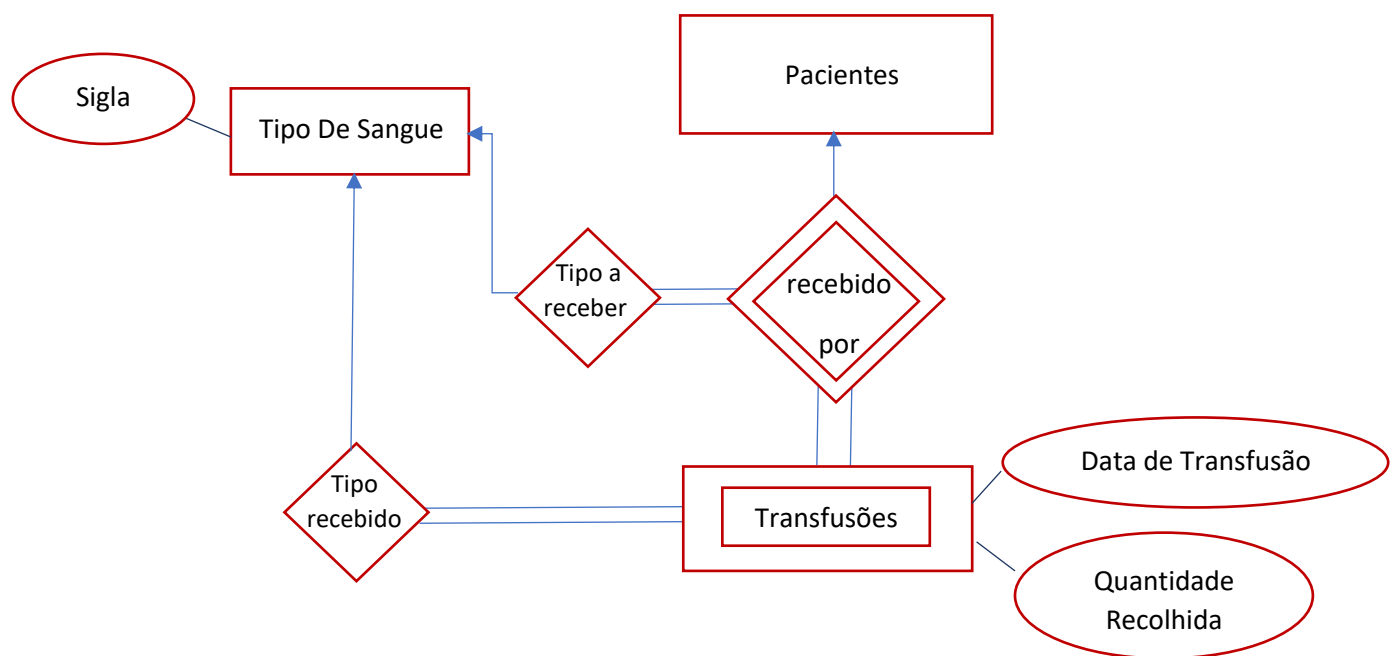 Pacientes
Sigla
Tipo De Sangue
Tipo a
receber
recebido
por
Data de Transfusão
Tipo
recebido
Transfusões
Quantidade
Recolhida